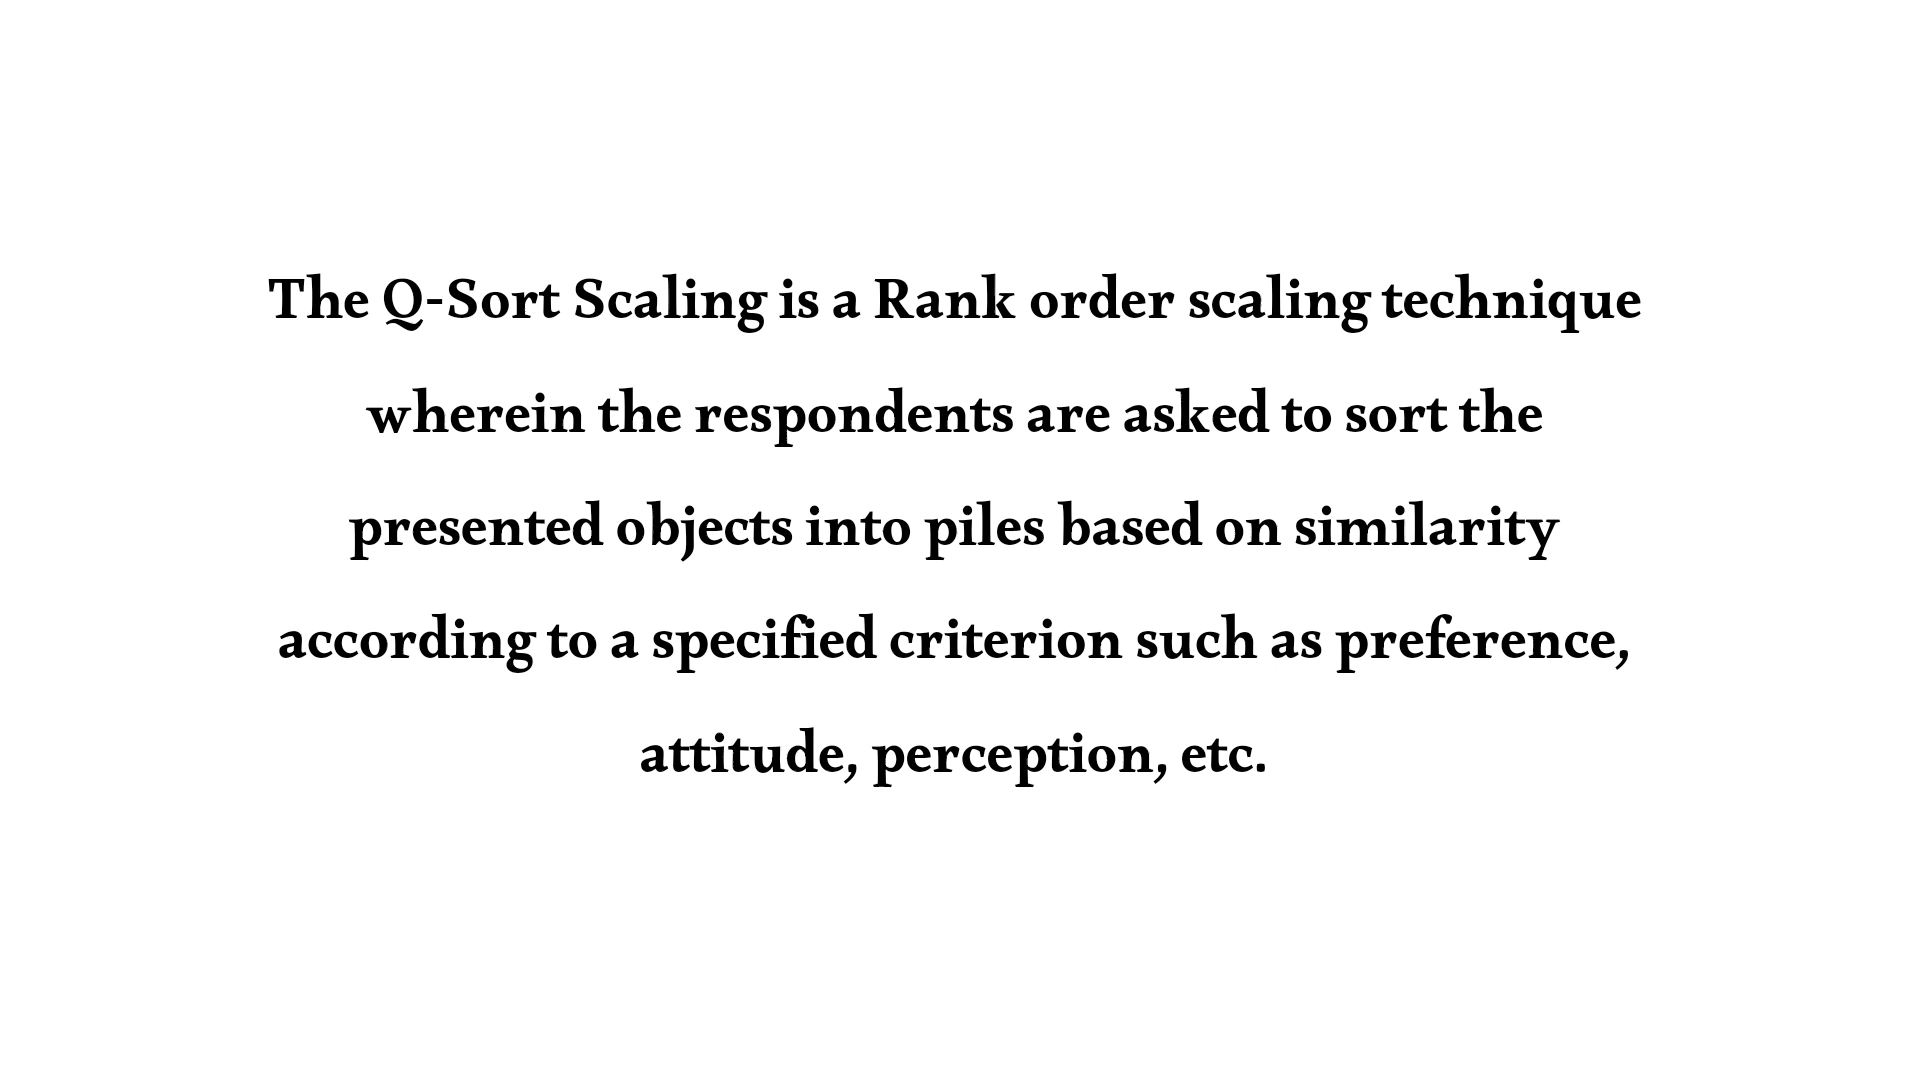 The Q-Sort Scaling is a Rank order scaling technique
wherein the respondents are asked to sort the
presented objects into piles based on similarity
according to a specified criterion such as preference,
attitude, perception, etc.